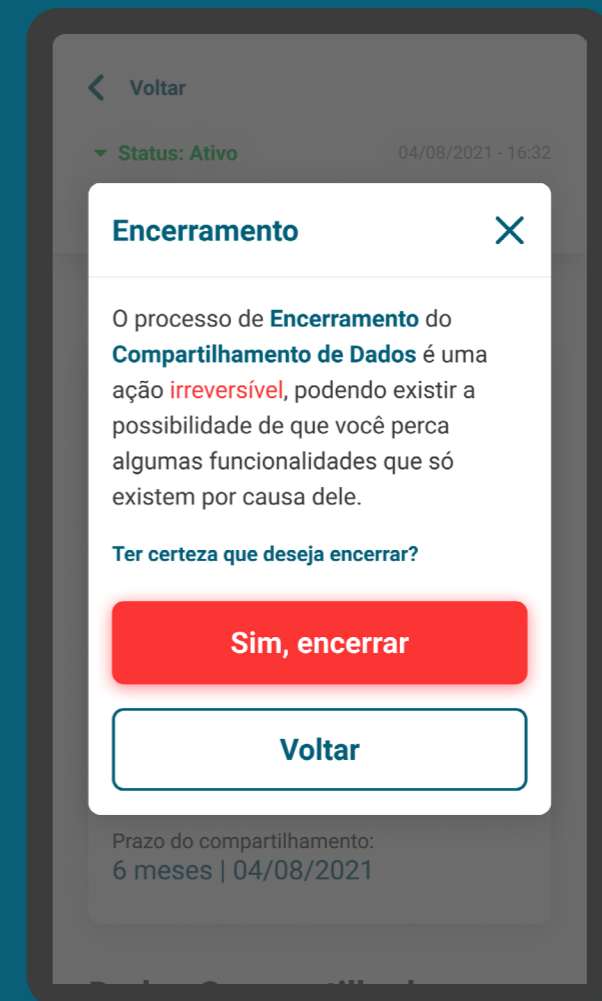 Voltar
Status: Ativo
04/08/2021 - 16:32
Encerramento
O processo de Encerramento do
Compartilhamento de Dados é uma
ação irreversível, podendo existir a
possibilidade de que você perca
algumas funcionalidades que só
existem por causa dele.
Ter certeza que deseja encerrar?
Sim, encerrar
Voltar
Prazo do compartilhamento:
6 meses | 04/08/2021